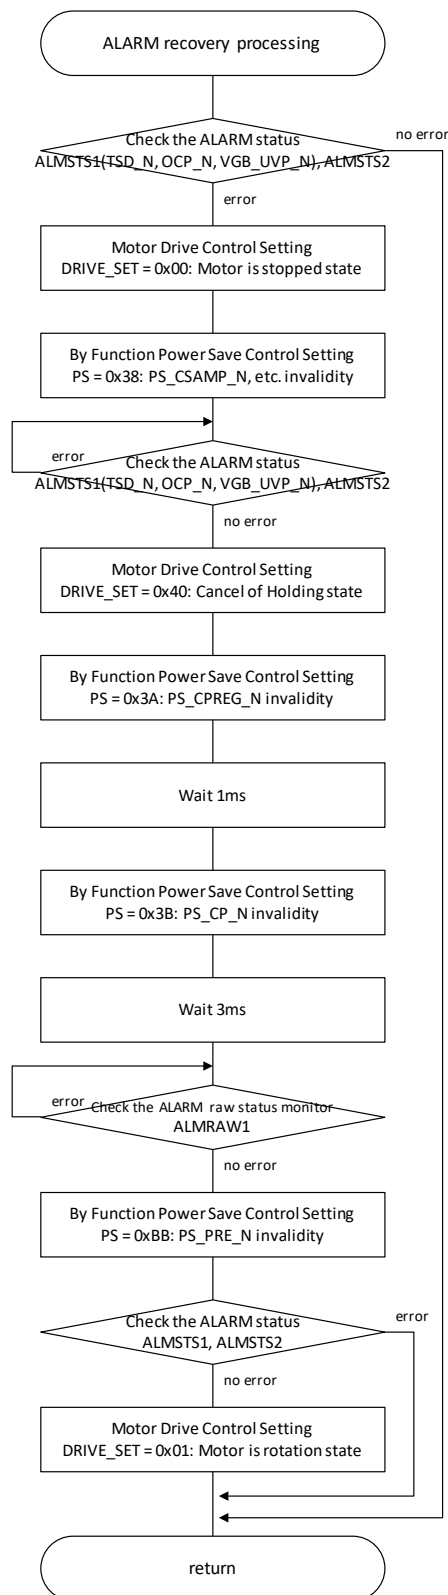 ALARM recovery processing
Check the ALARM status
ALMSTS1(TSD_N, OCP_N, VGB_UVP_N), ALMSTS2
no error
error
Motor Drive Control Setting
DRIVE_SET = 0x00: Motor is stopped state
By Function Power Save Control Setting
PS = 0x38: PS_CSAMP_N, etc. invalidity
error
Check the ALARM status
ALMSTS1(TSD_N, OCP_N, VGB_UVP_N), ALMSTS2
no error
Motor Drive Control Setting
DRIVE_SET = 0x40: Cancel of Holding state
By Function Power Save Control Setting
PS = 0x3A: PS_CPREG_N invalidity
Wait 1ms
By Function Power Save Control Setting
PS = 0x3B: PS_CP_N invalidity
Wait 3ms
error
Check the ALARM raw status monitor
ALMRAW1
no error
By Function Power Save Control Setting
PS = 0xBB: PS_PRE_N invalidity
Check the ALARM status
ALMSTS1, ALMSTS2
error
no error
Motor Drive Control Setting
DRIVE_SET = 0x01: Motor is rotation state
return